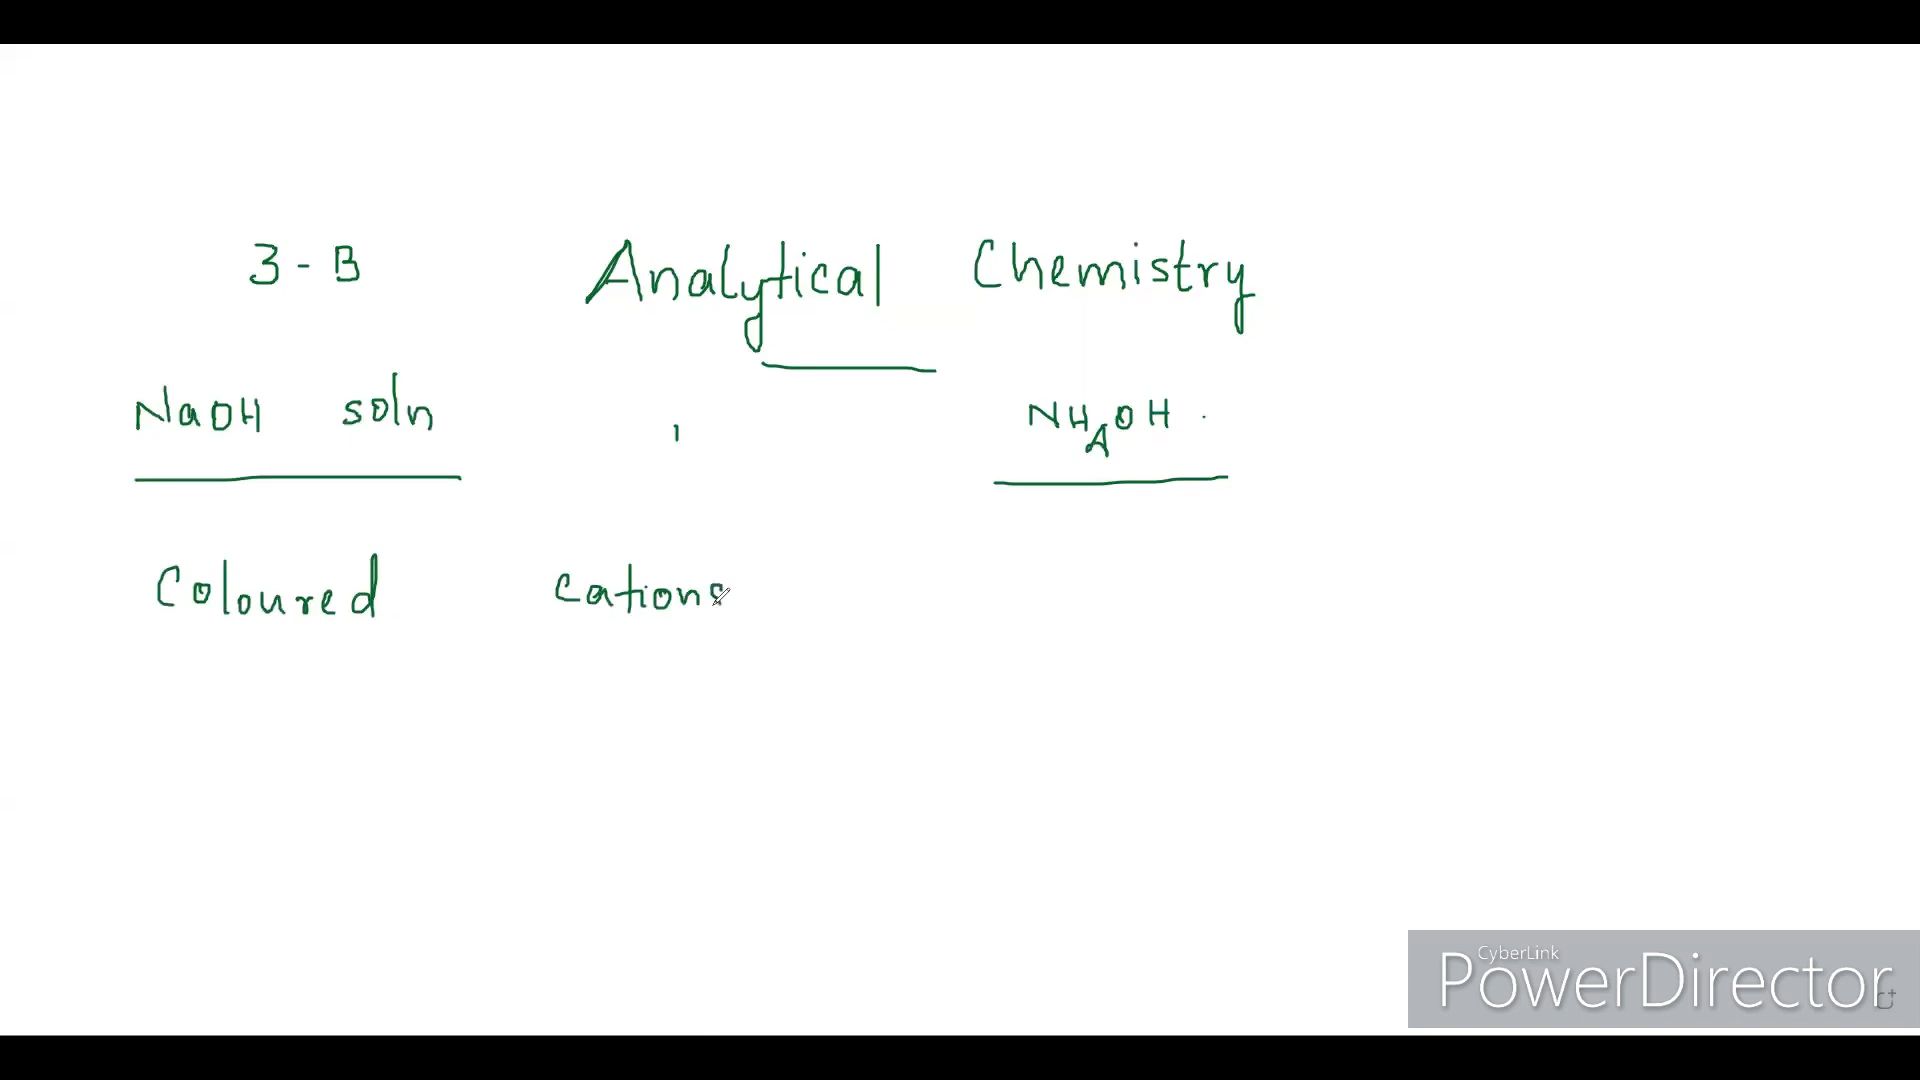 3 - B Analytical Chemistry
NaOH soln , NH4OH .
Coloured cations
CyberLink
PowerDirector